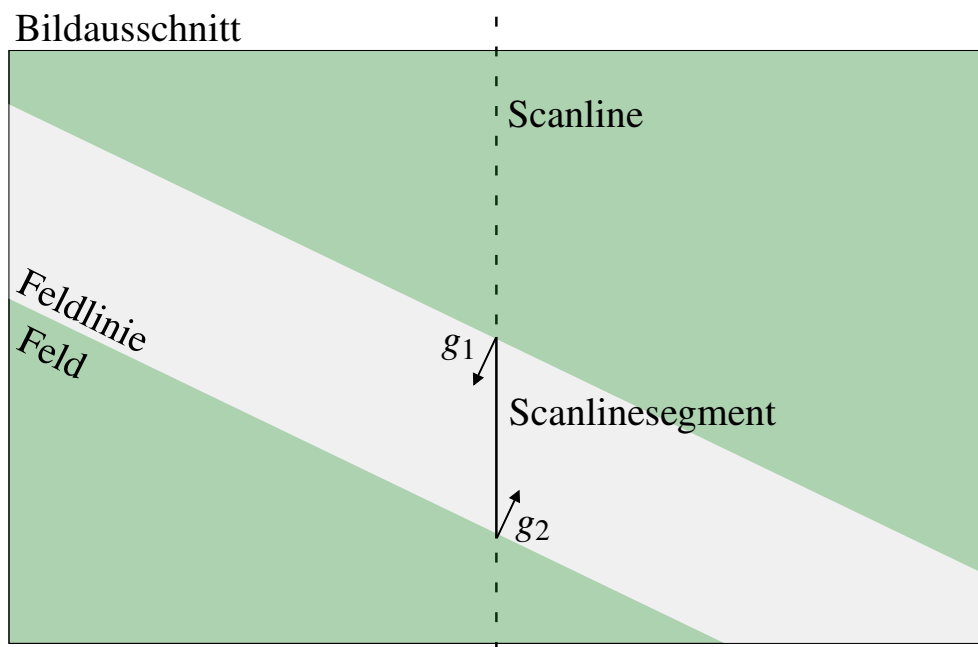 Bildausschnitt
Scanline
Feldlinie
Feld
g1
Scanlinesegment
g2